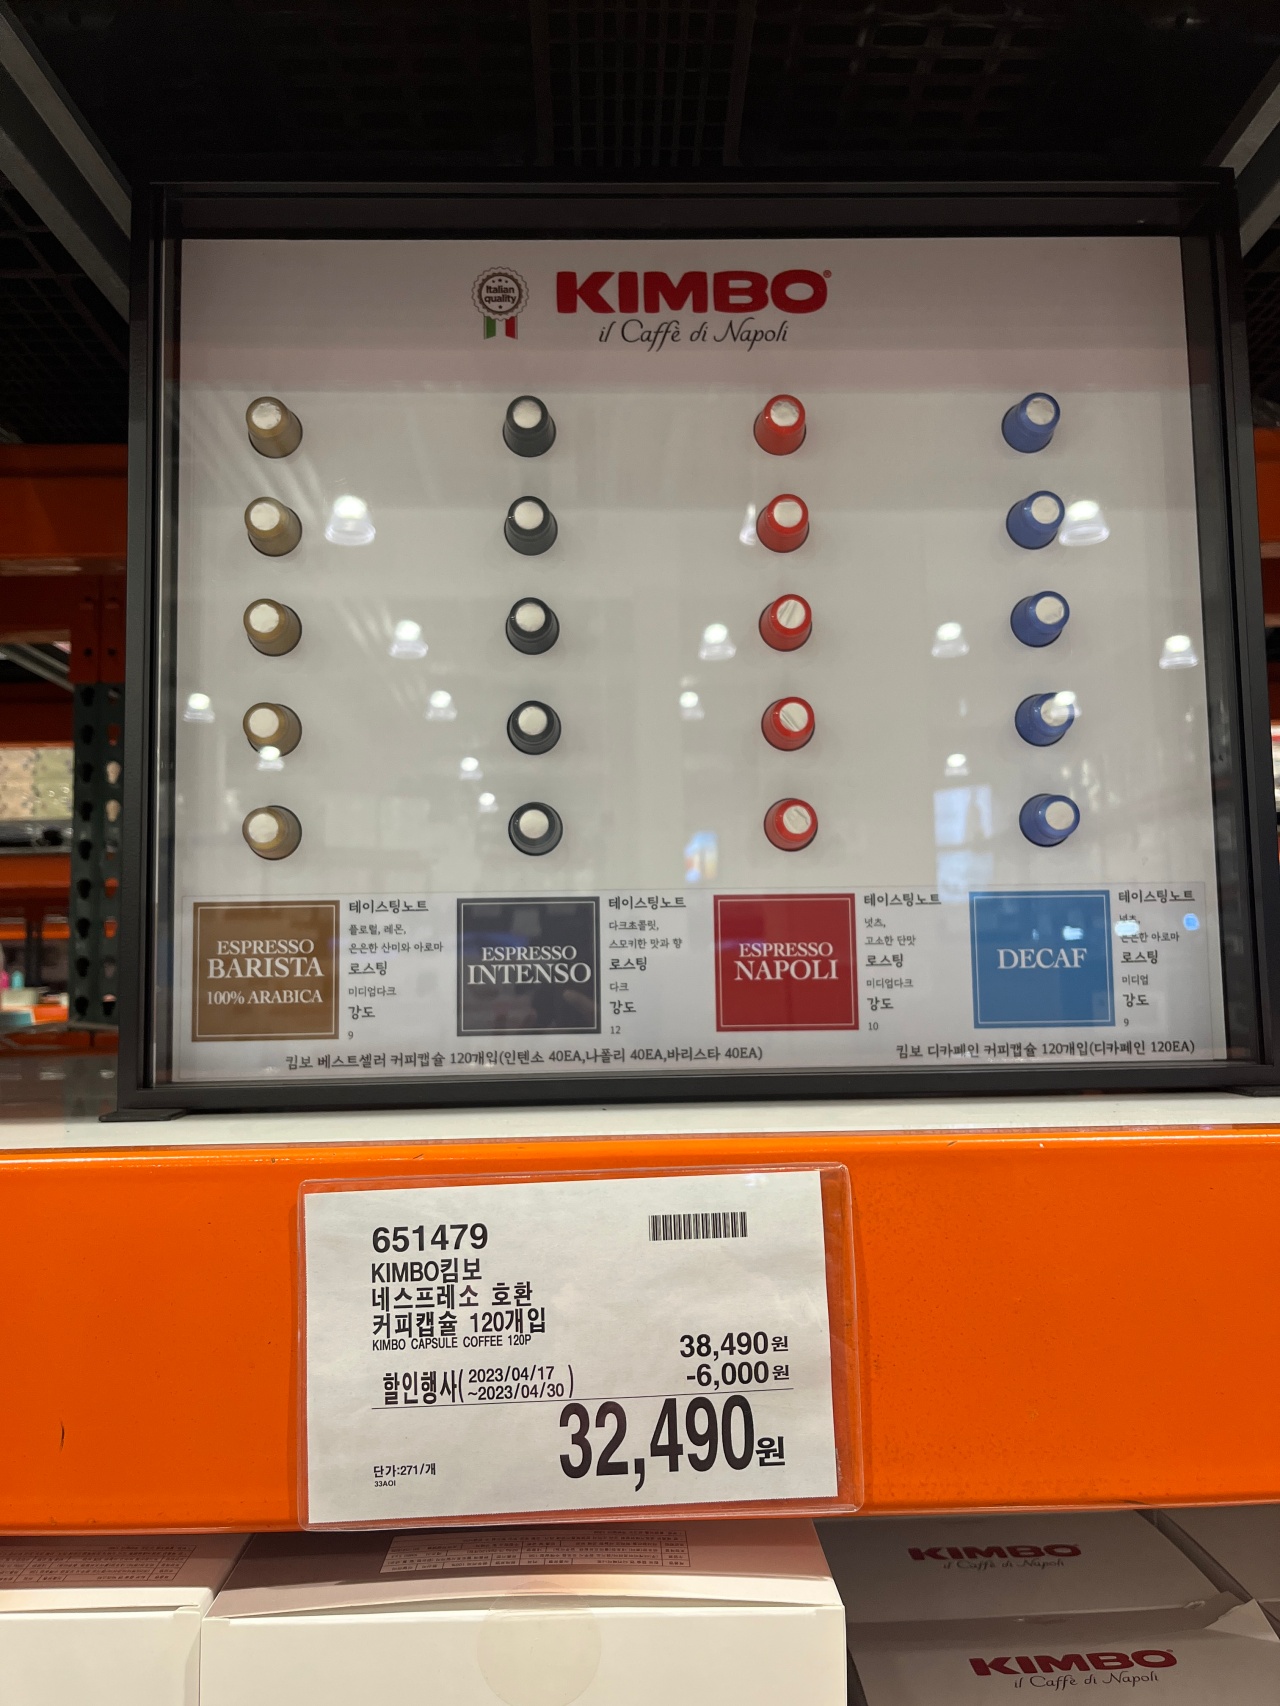 Italian
quality
KIMBO®
il Caffè di Napoli
ESPRESSO
BARISTA
100% ARABICA
테이스팅노트
플로럴, 레몬,
은은한 산미와 아로마
로스팅
미디엄다크
강도
9
ESPRESSO
INTENSO
테이스팅노트
다크초콜릿,
스모키한 맛과 향
로스팅
다크
강도
12
ESPRESSO
NAPOLI
테이스팅노트
넛츠,
고소한 단맛
로스팅
미디엄다크
강도
10
DECAF
테이스팅노트
넛츠,
은은한 아로마
로스팅
미디엄
강도
9
킴보 베스트셀러 커피캡슐 120개입(인텐소 40EA,나폴리 40EA,바리스타 40EA)
킴보 디카페인 커피캡슐 120개입(디카페인 120EA)
651479
KIMBO킴보
네스프레소 호환
커피캡슐 120개입
KIMBO CAPSULE COFFEE 120P
38,490원
할인행사( 2023/04/17 ~2023/04/30 )
-6,000원
32,490원
단가:271/개
33AOI
KIMBO
il Caffè di Napoli
KIMBO
il Caffè di Napoli